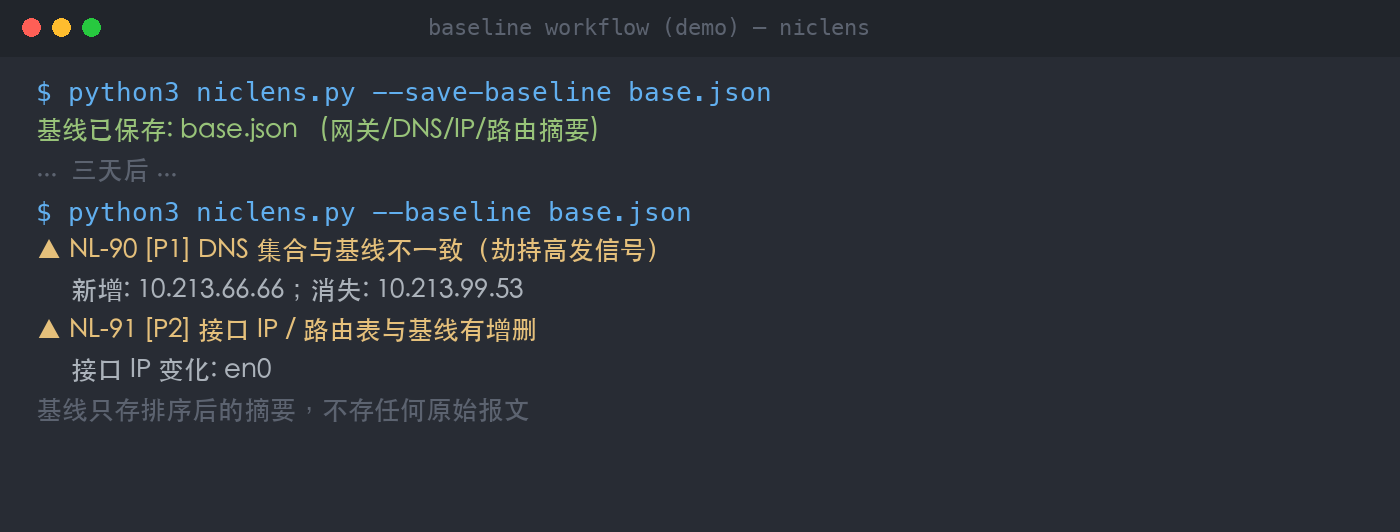 baseline workflow (demo) — niclens
$ python3 niclens.py --save-baseline base.json
基线已保存: base.json （网关/DNS/IP/路由摘要）
... 三天后 ...
$ python3 niclens.py --baseline base.json
▲ NL-90 [P1] DNS 集合与基线不一致（劫持高发信号）
新增: 10.213.66.66 ; 消失: 10.213.99.53
▲ NL-91 [P2] 接口 IP / 路由表与基线有增删
接口 IP 变化: en0
基线只存排序后的摘要，不存任何原始报文